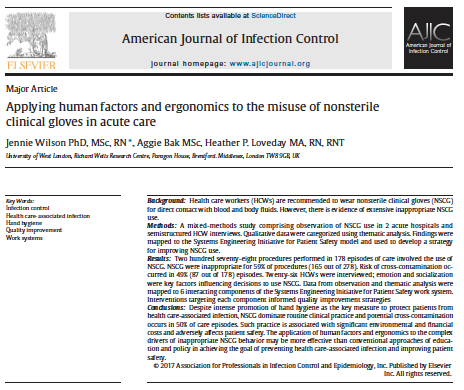 Contents lists available at ScienceDirect
American Journal of Infection Control
journal homepage: www.ajicjournal.org
ELSEVIER
AJIC
American Journal of
Infection Control
Major Article
Applying human factors and ergonomics to the misuse of nonsterile
clinical gloves in acute care
Jennie Wilson PhD, MSc, RN *, Aggie Bak MSc, Heather P. Loveday MA, RN, RNT
University of West London, Richard Wells Research Centre, Paragon House, Brentford. Middlesex, London TW8 9GB, UK
Key Words:
Infection control
Health care-associated infection
Hand hygiene
Quality improvement
Work systems
Background: Health care workers (HCWs) are recommended to wear nonsterile clinical gloves (NSCG)
for direct contact with blood and body fluids. However, there is evidence of extensive inappropriate NSCG
use.
Methods: A mixed-methods study comprising observation of NSCG use in 2 acute hospitals and
semistructured HCW interviews. Qualitative data were categorized using thematic analysis. Findings were
mapped to the Systems Engineering Initiative for Patient Safety model and used to develop a strategy
for improving NSCG use.
Results: Two hundred seventy-eight procedures performed in 178 episodes of care involved the use of
NSCG. NSCG were inappropriate for 59% of procedures (165 out of 278). Risk of cross-contamination oc-
curred in 49% (87 out of 178) episodes. Twenty-six HCWs were interviewed; emotion and socialization
were key factors influencing decisions to use NSCG. Data from observation and thematic analysis were
mapped to 6 interacting components of the Systems Engineering Initiative for Patient Safety work system.
Interventions targeting each component informed quality improvement strategies
Conclusions: Despite intense promotion of hand hygiene as the key measure to protect patients from
health care-associated infection, NSCG dominate routine clinical practice and potential cross-contamination
occurs in 50% of care episodes. Such practice is associated with significant environmental and financial
costs and adversely affects patient safety. The application of human factors and ergonomics to the complex
drivers of inappropriate NSCG behavior may be more effective than conventional approaches of educa-
tion and policy in achieving the goal of preventing health care-associated infection and improving patient
safety.
© 2017 Association for Professionals in Infection Control and Epidemiology, Inc. Published by Elsevier
Inc. All rights reserved.